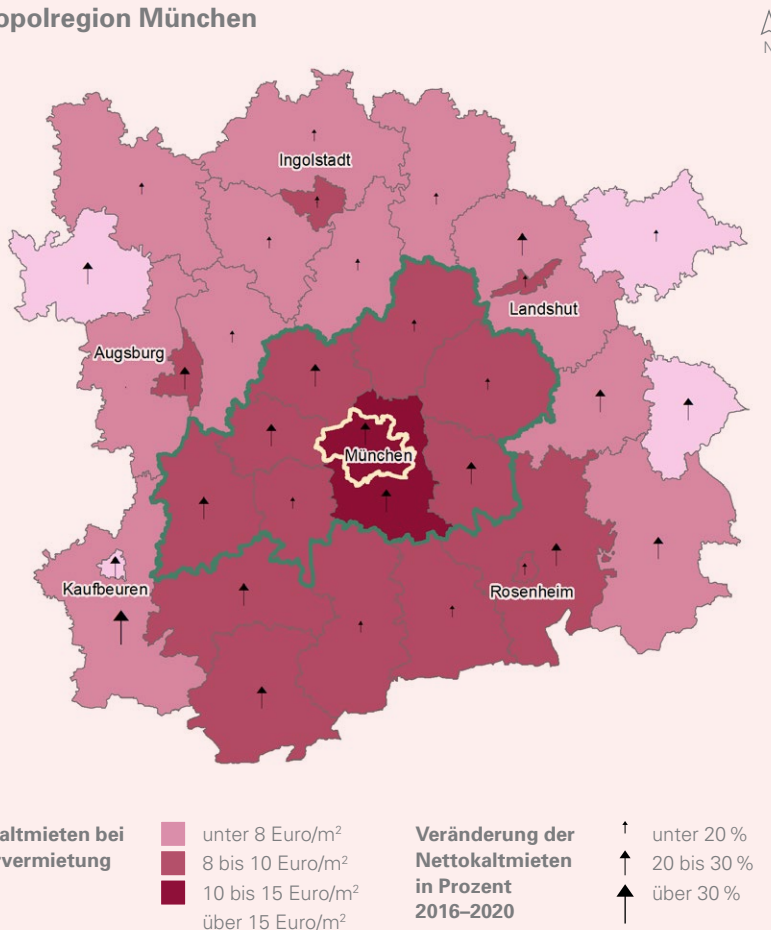 opolregion München
N
Ingolstadt
Landshut
Augsburg
München
Kaufbeuren
Rosenheim
altmieten bei
vermietung
unter 8 Euro/m²
8 bis 10 Euro/m²
10 bis 15 Euro/m²
über 15 Euro/m²
Veränderung der
Nettokaltmieten
in Prozent
2016–2020
unter 20 %
20 bis 30 %
über 30 %